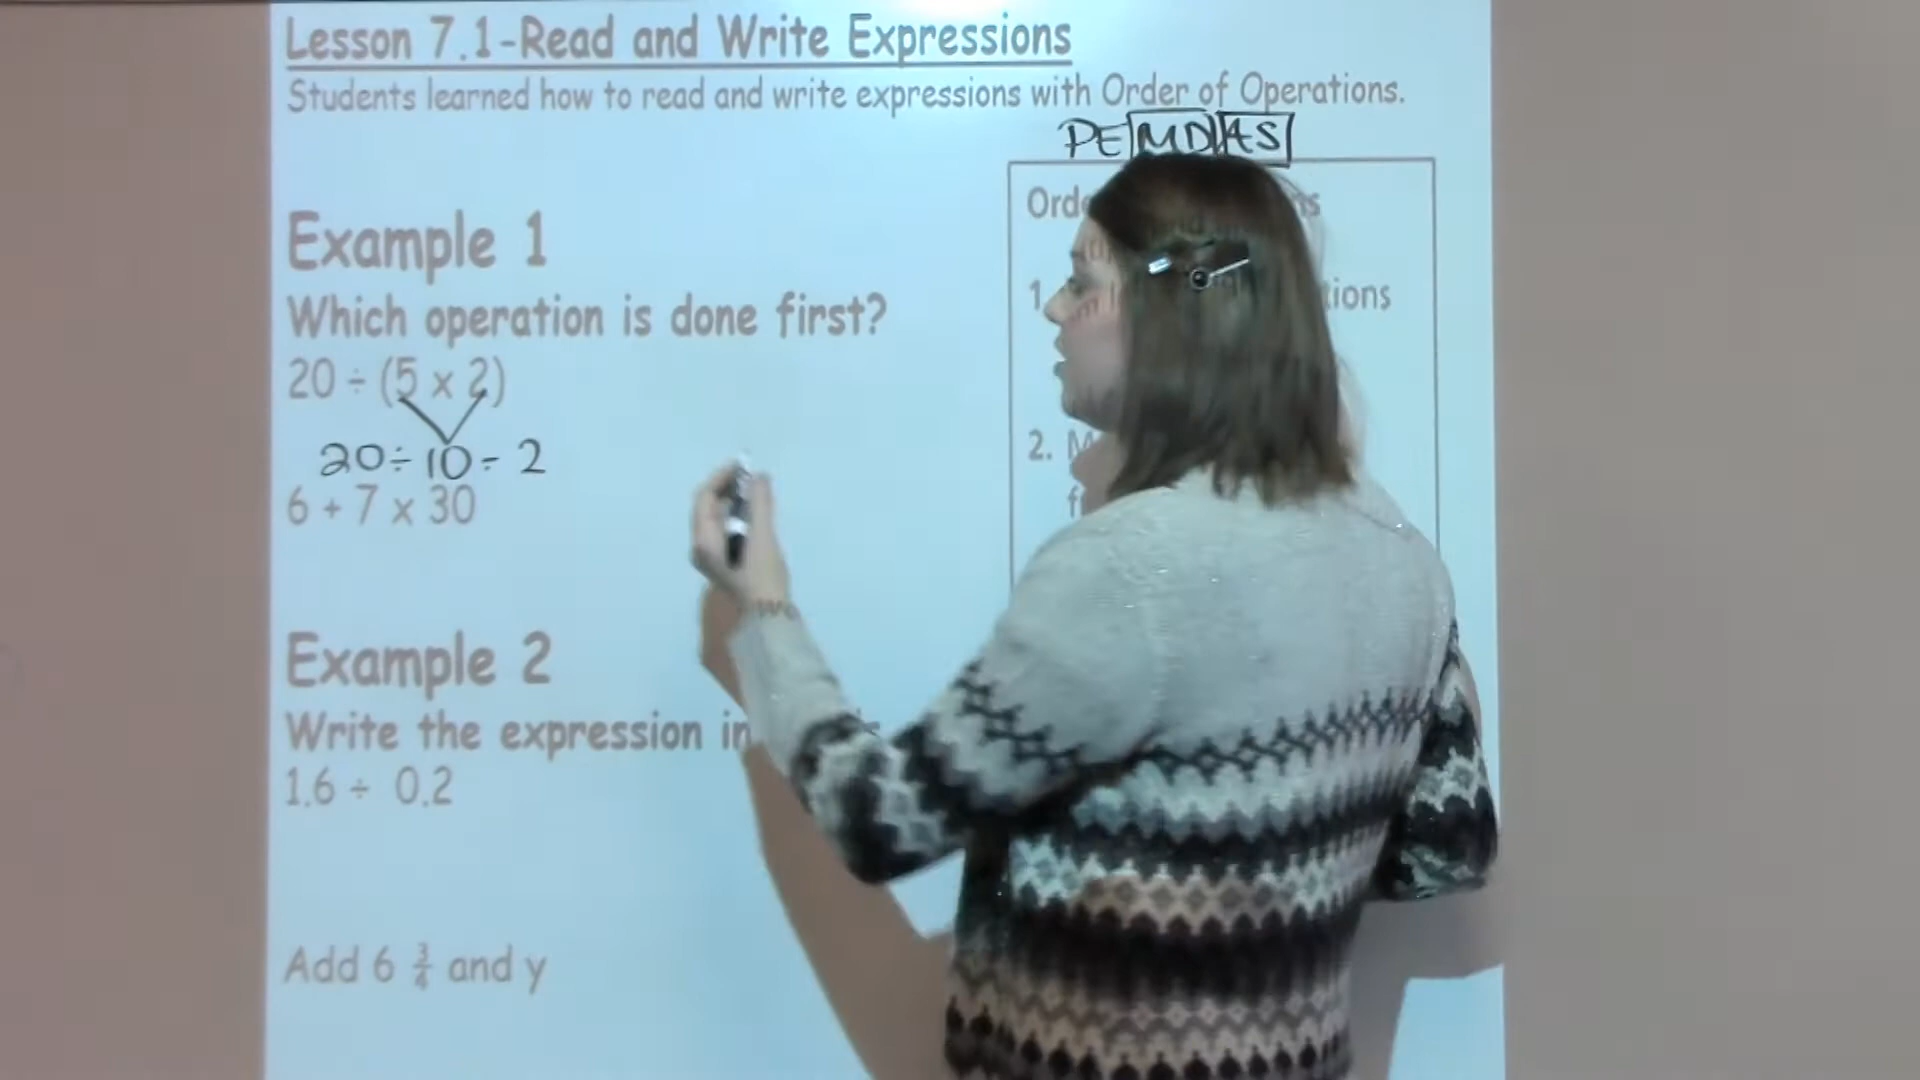 Lesson 7.1-Read and Write Expressions
Students learned how to read and write expressions with Order of Operations.
PEMDAS
Example 1
Which operation is done first?
20 ÷ (5 x 2)
20 ÷ 10 = 2
6 + 7 x 30
1.
2.
Example 2
Write the expression in
1.6 ÷ 0.2
Add 6 3/4 and y